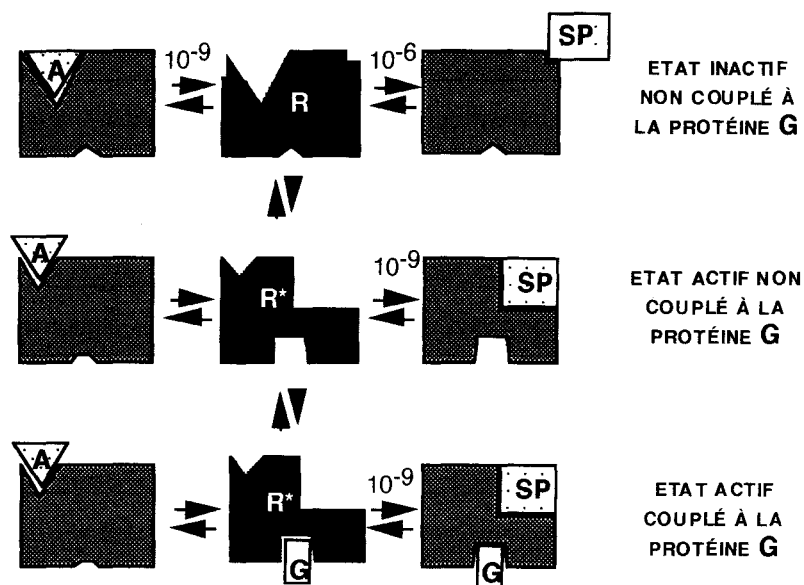 SP
A
10-9
10-6
R
ETAT INACTIF
NON COUPLÉ À
LA PROTÉINE G
A
10-9
R*
SP
ETAT ACTIF NON
COUPLÉ À LA
PROTÉINE G
A
10-9
R*
SP
G
G
ETAT ACTIF
COUPLÉ À LA
PROTÉINE G